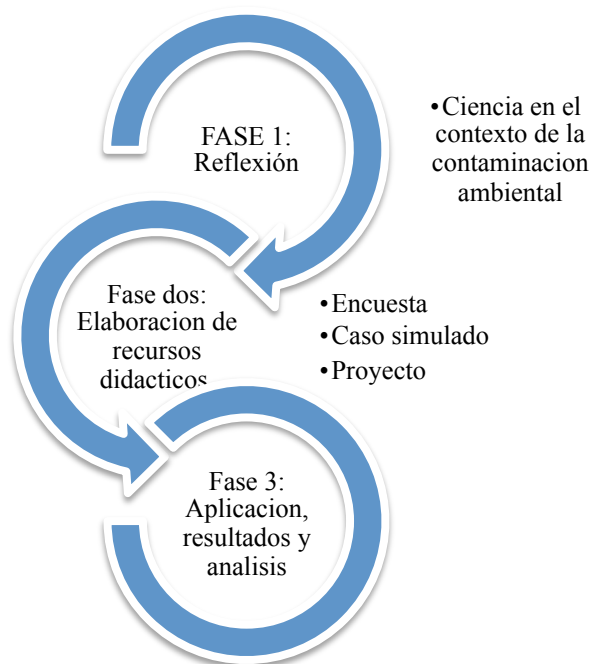 FASE 1:
Reflexión
•Ciencia en el
contexto de la
contaminacion
ambiental
Fase dos:
Elaboracion de
recursos
didacticos
•Encuesta
•Caso simulado
•Proyecto
Fase 3:
Aplicacion,
resultados y
analisis